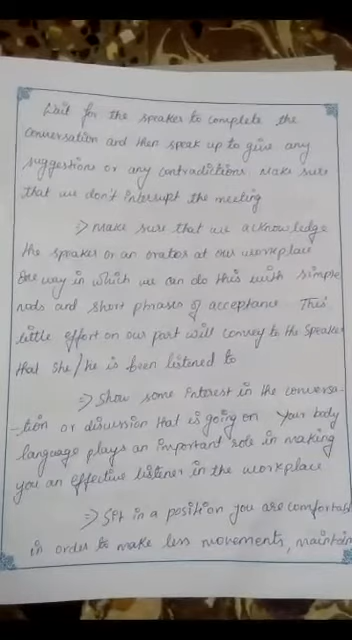 Wait for the speaker to complete the
conversation and then speak up to give any
suggestions or any contradictions Make sure
that we don't interrupt the meeting
=> Make sure that we acknowledge
the speaker or an orator at our workplace
One way in which we can do this with simple
nods and short phrases of acceptance This
little effort on our part will convey to the speaker
that she/he is been listened to
=> Show some interest in the conversa-
-tion or discussion that is going on Your body
language plays an important role in making
you an effective listener in the workplace
=> Sit in a position you are comfortable
in order to make less movements, maintain